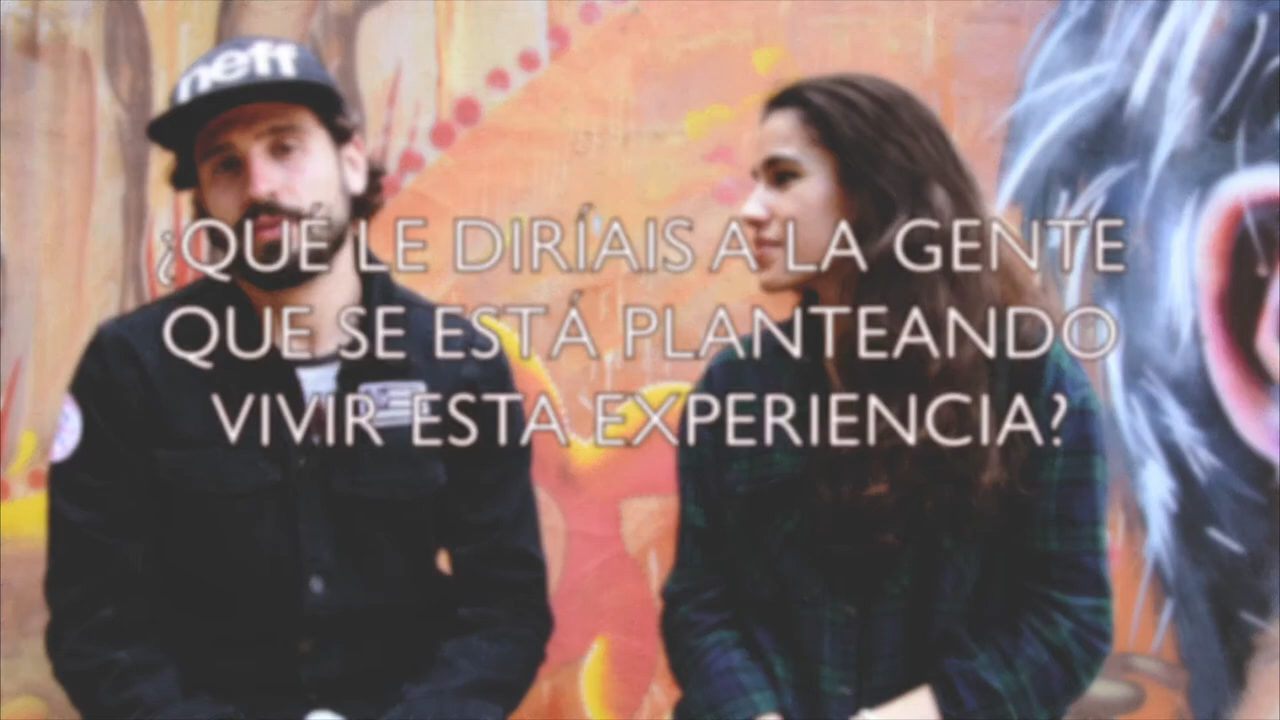 neff
¿QUÉ LE DIRÍAIS A LA GENTE
QUE SE ESTÁ PLANTEANDO
VIVIR ESTA EXPERIENCIA?